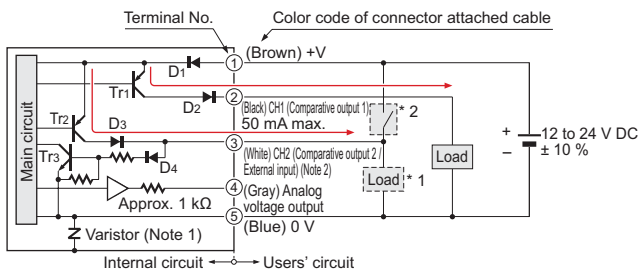 Terminal No.
Color code of connector attached cable
Main circuit
D1
1
(Brown) +V
Tr1
D2
2
(Black) CH1 (Comparative output 1)
50 mA max.
* 2
Tr2
D3
3
(White) CH2 (Comparative output 2 /
External input) (Note 2)
Tr3
D4
Load
* 1
Load
+
−
12 to 24 V DC
± 10 %
4
(Gray) Analog
voltage output
Approx. 1 kΩ
5
(Blue) 0 V
Varistor (Note 1)
Internal circuit
Users' circuit